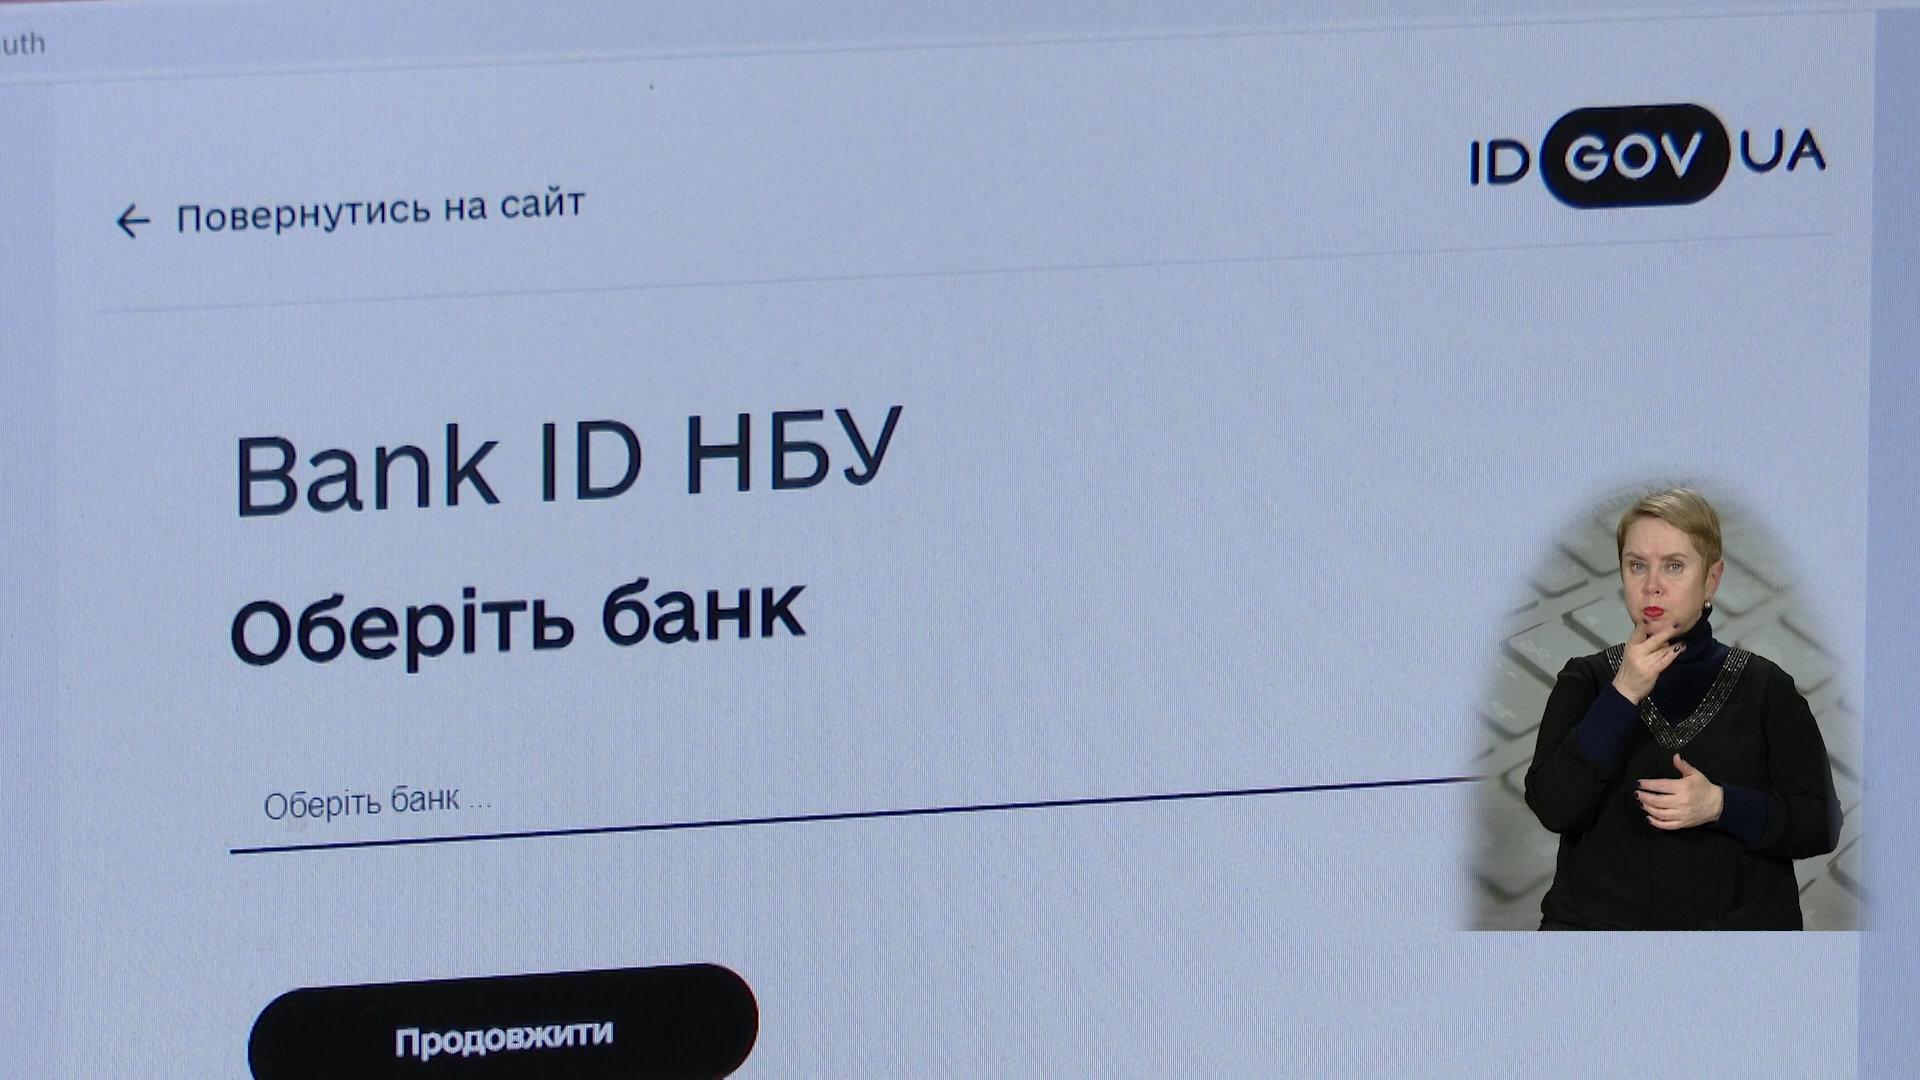 uth
ID GOV UA
← Повернутись на сайт
Bank ID НБУ
Оберіть банк
Оберіть банк ...
Продовжити